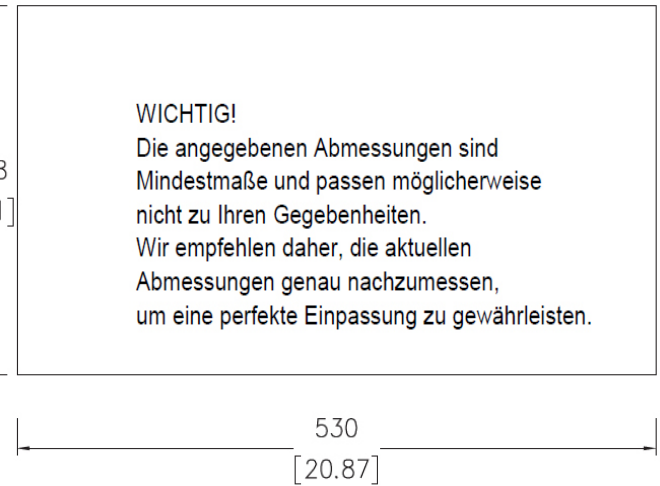 WICHTIG!
Die angegebenen Abmessungen sind
Mindestmaße und passen möglicherweise
nicht zu Ihren Gegebenheiten.
Wir empfehlen daher, die aktuellen
Abmessungen genau nachzumessen,
um eine perfekte Einpassung zu gewährleisten.
530
[20.87]